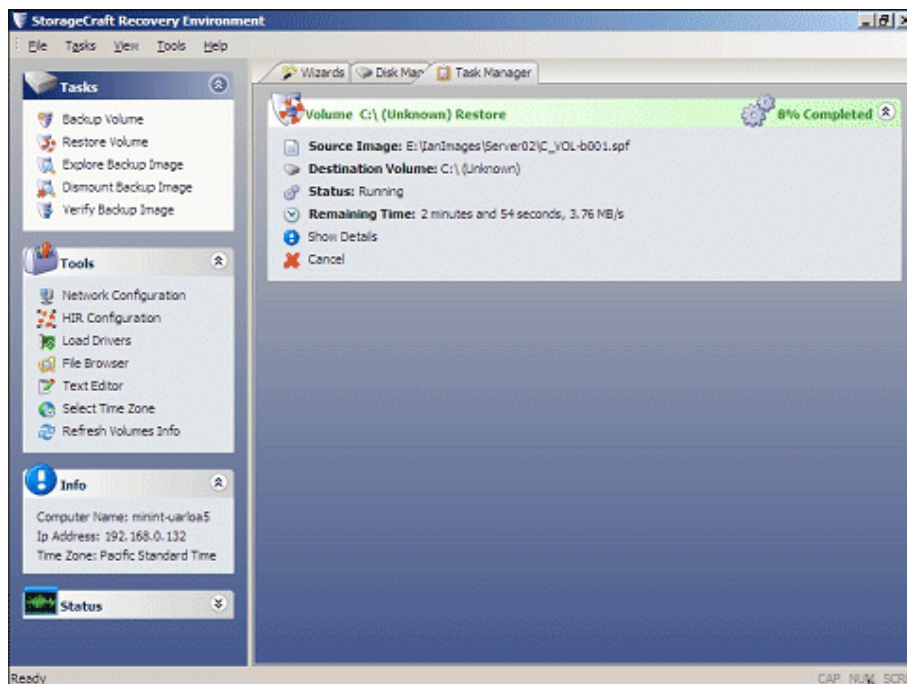 StorageCraft Recovery Environment
File Tasks View Tools Help
Tasks
Backup Volume
Restore Volume
Explore Backup Image
Dismount Backup Image
Verify Backup Image
Tools
Network Configuration
HIR Configuration
Load Drivers
File Browser
Text Editor
Select Time Zone
Refresh Volumes Info
Info
Computer Name: minint-uarloa5
Ip Address: 192.168.0.132
Time Zone: Pacific Standard Time
Status
Wizards Disk Map Task Manager
Volume C:\ (Unknown) Restore 8% Completed
Source Image: E:\IanImages\Server02\C_VOL-b001.spf
Destination Volume: C:\ (Unknown)
Status: Running
Remaining Time: 2 minutes and 54 seconds, 3.76 MB/s
Show Details
Cancel
Ready CAP NUM SCR